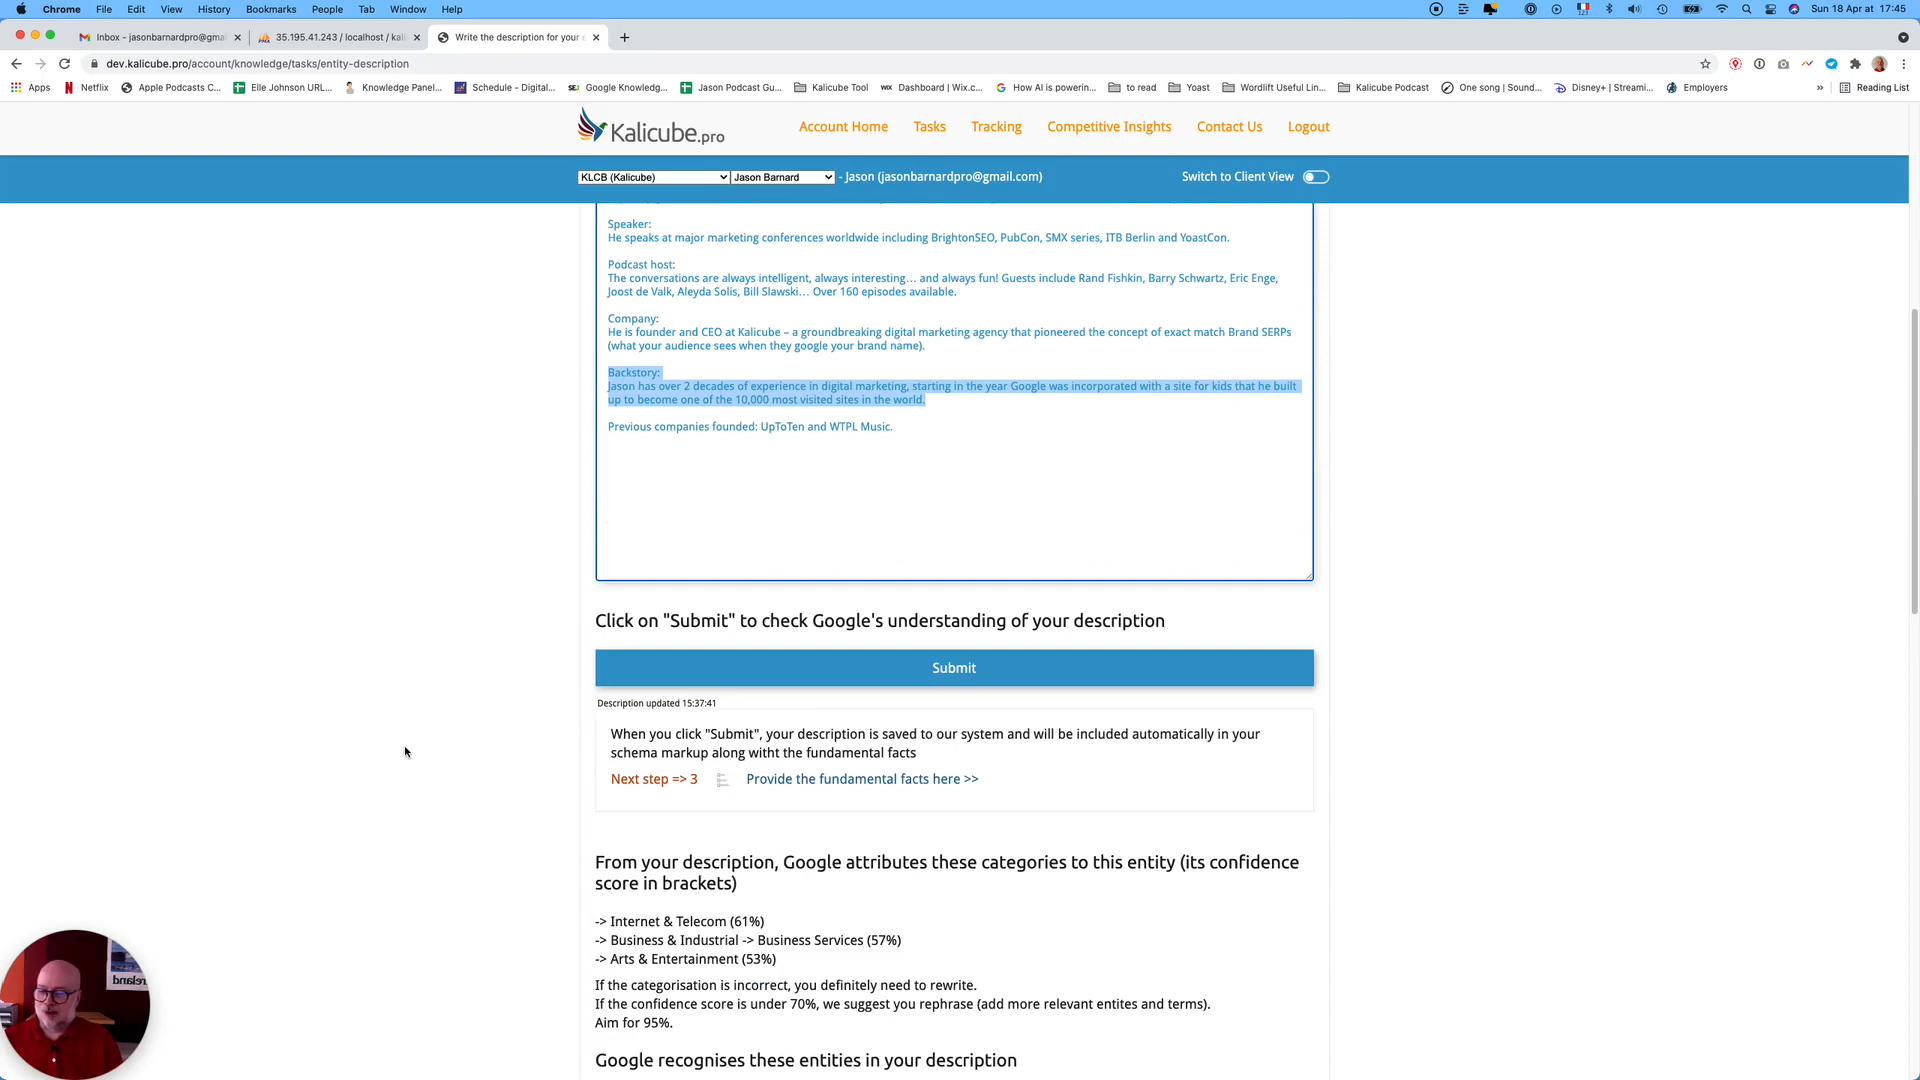 Chrome File Edit View History Bookmarks People Tab Window Help Sun 18 Apr at 17:45
Inbox - jasonbarnardpro@gma 35.195.41.243 / localhost / kali Write the description for your e
dev.kalicube.pro/account/knowledge/tasks/entity-description
Apps Netflix Apple Podcasts C... Elle Johnson URL... Google Knowledg... Knowledge Panel... Schedule - Digital... Jason Podcast Gu... Kalicube Tool Dashboard | Wix.c... How AI is powerin... to read Yoast Wordlift Useful Lin... Kalicube Podcast One song | Sound... Disney+ | Streami... Employers » Reading List
Kalicube.pro
Account Home Tasks Tracking Competitive Insights Contact Us Logout
KLCB (Kalicube) Jason Barnard - Jason (jasonbarnardpro@gmail.com) Switch to Client View
Speaker:
He speaks at major marketing conferences worldwide including BrightonSEO, PubCon, SMX series, ITB Berlin and YoastCon.
Podcast host:
The conversations are always intelligent, always interesting… and always fun! Guests include Rand Fishkin, Barry Schwartz, Eric Enge,
Joost de Valk, Aleyda Solis, Bill Slawski… Over 160 episodes available.
Company:
He is founder and CEO at Kalicube – a groundbreaking digital marketing agency that pioneered the concept of exact match Brand SERPs
(what your audience sees when they google your brand name).
Backstory:
Jason has over 2 decades of experience in digital marketing, starting in the year Google was incorporated with a site for kids that he built
up to become one of the 10,000 most visited sites in the world.
Previous companies founded: UpToTen and WTPL Music.
Click on "Submit" to check Google's understanding of your description
Submit
Description updated 15:37:41
When you click "Submit", your description is saved to our system and will be included automatically in your
schema markup along witht the fundamental facts
Next step => 3 Provide the fundamental facts here >>
From your description, Google attributes these categories to this entity (its confidence
score in brackets)
-> Internet & Telecom (61%)
-> Business & Industrial -> Business Services (57%)
-> Arts & Entertainment (53%)
If the categorisation is incorrect, you definitely need to rewrite.
If the confidence score is under 70%, we suggest you rephrase (add more relevant entites and terms).
Aim for 95%.
Google recognises these entities in your description